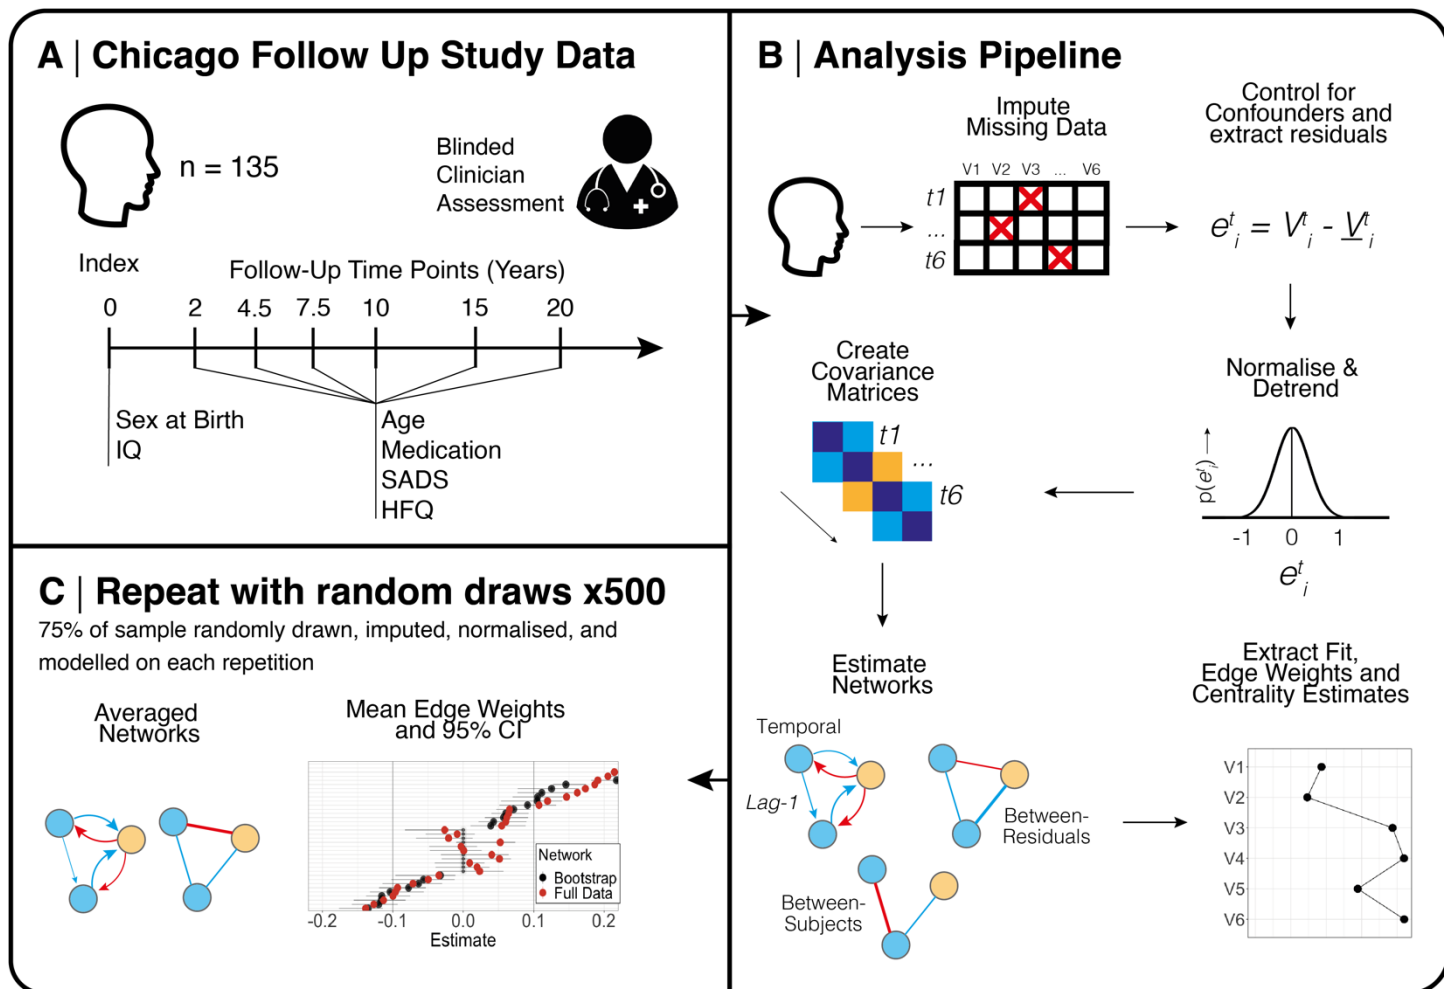 A | Chicago Follow Up Study Data
n = 135
Blinded
Clinician
Assessment
Index
Follow-Up Time Points (Years)
0 2 4.5 7.5 10 15 20
Sex at Birth
IQ
Age
Medication
SADS
HFQ
B | Analysis Pipeline
Impute
Missing Data
V1 V2 V3 ... V6
t1
...
t6
Control for
Confounders and
extract residuals
e^t_i = V^t_i - V̲^t_i
Normalise &
Detrend
p(e^t_i)
-1 0 1
e^t_i
Create
Covariance
Matrices
t1
...
t6
Estimate
Networks
Temporal
Lag-1
Between-
Residuals
Between-
Subjects
Extract Fit,
Edge Weights and
Centrality Estimates
V1
V2
V3
V4
V5
V6
C | Repeat with random draws x500
75% of sample randomly drawn, imputed, normalised, and
modelled on each repetition
Averaged
Networks
Mean Edge Weights
and 95% CI
Network
Bootstrap
Full Data
-0.2 -0.1 0.0 0.1 0.2
Estimate